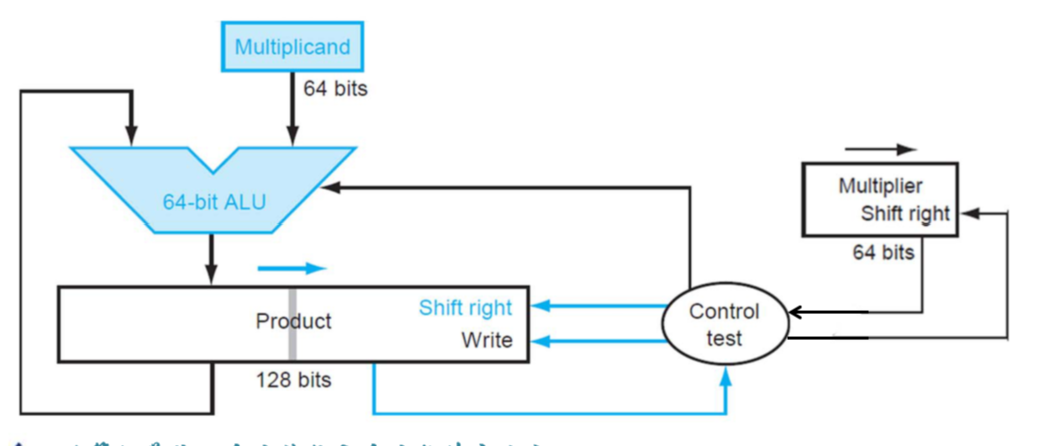 Multiplicand
64 bits
64-bit ALU
Multiplier
Shift right
64 bits
Product
Shift right
Write
128 bits
Control
test